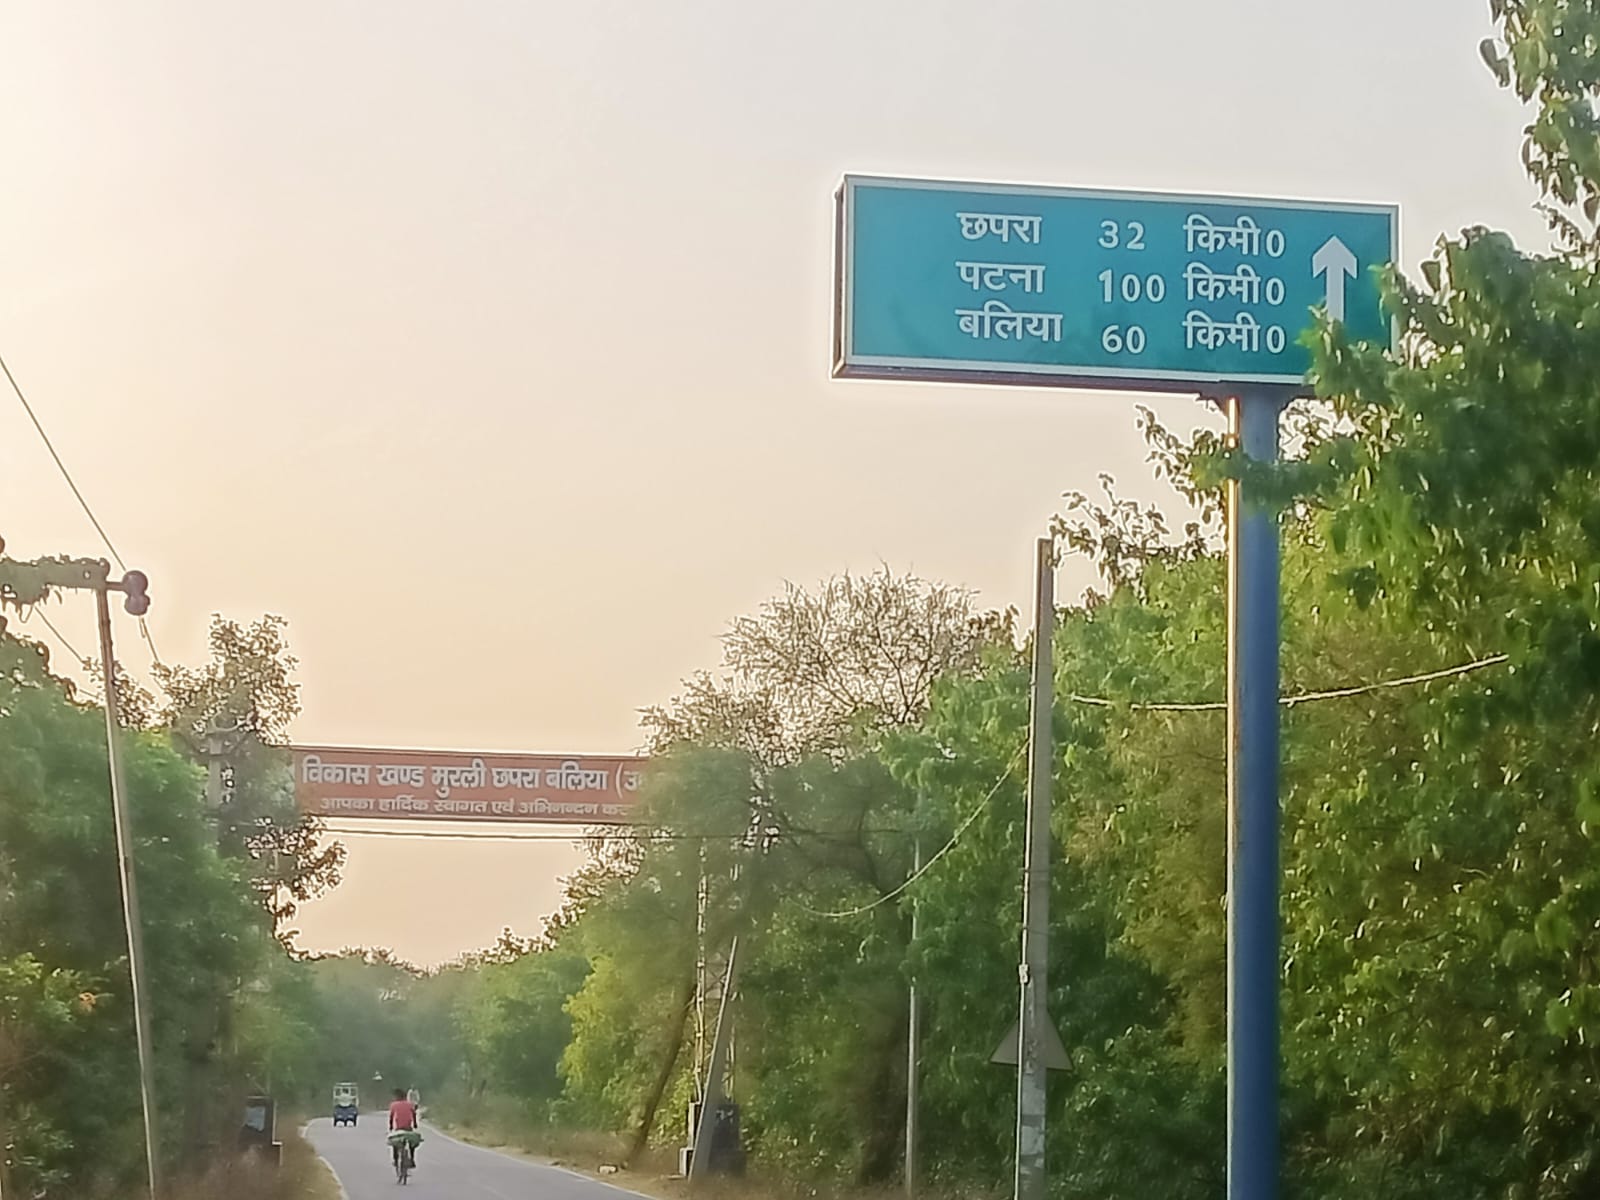 छपरा 32 किमी0
पटना 100 किमी0
बलिया 60 किमी0
विकास खण्ड मुरली छपरा बलिया (
आपका हार्दिक स्वागत एवं अभिनन्दन